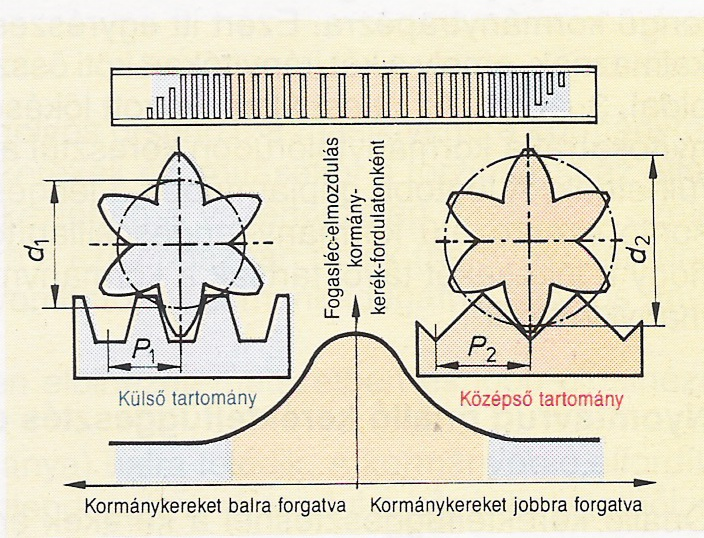 Fogasléc-elmozdulás
kormány-
kerék-fordulatonként
d1
P1
d2
P2
Külső tartomány
Középső tartomány
Kormánykereket balra forgatva
Kormánykereket jobbra forgatva